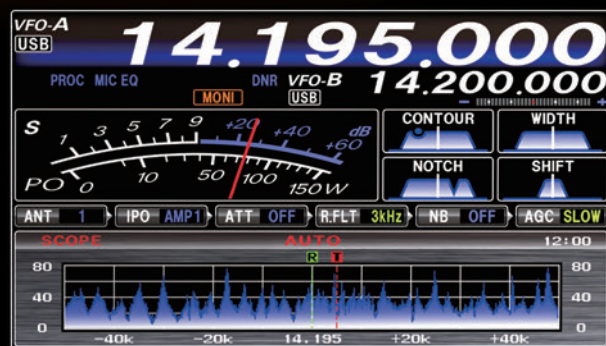 VFO-A 14.195.000
USB
PROC MIC EQ DNR VFO-B 14.200.000
MONI USB - +
S 1 3 5 7 9 +20 +40 +60 dB
PO 0 10 50 100 150 W
CONTOUR WIDTH
NOTCH SHIFT
ANT 1 IPO AMP1 ATT OFF R.FLT 3kHz NB OFF AGC SLOW
SCOPE AUTO 12:00
R T
80 80
40 40
0 0
-40k -20k 14.195 +20k +40k